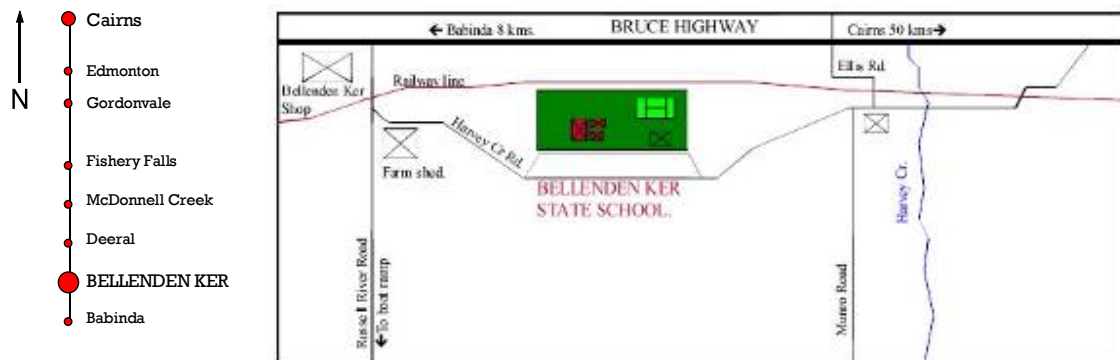 Cairns
N
Edmonton
Gordonvale
Fishery Falls
McDonnell Creek
Deeral
BELLENDEN KER
Babinda
← Babinda 8 kms.
BRUCE HIGHWAY
Cairns 50 kms→
Bellenden Ker
Shop
Railway line
Ellis Rd.
Farm shed.
Harvey Cr Rd.
BELLENDEN KER
STATE SCHOOL.
Russell River Road
←To boat ramp
Munro Road
Harvey Cr.